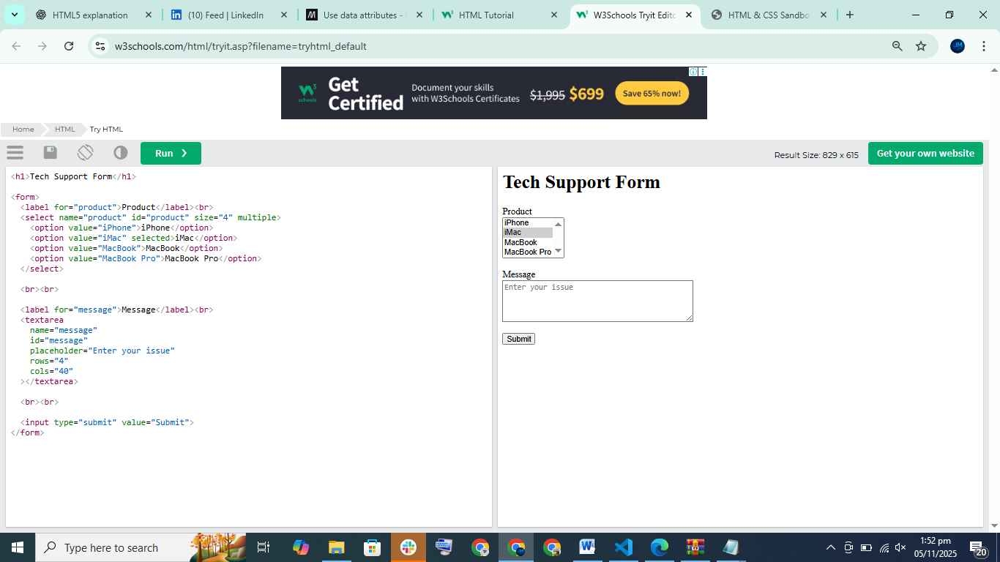 HTML5 explanation
(10) Feed | LinkedIn
Use data attributes -
HTML Tutorial
W3Schools Tryit Edito
HTML & CSS Sandbo
w3schools.com/html/tryit.asp?filename=tryhtml_default
JM
W3 schools
Get
Certified
Document your skills
with W3Schools Certificates
$1,995 $699
Save 65% now!
Home
HTML
Try HTML
Run ❯
Result Size: 829 x 615
Get your own website
<h1>Tech Support Form</h1>
<form>
<label for="product">Product</label><br>
<select name="product" id="product" size="4" multiple>
<option value="iPhone">iPhone</option>
<option value="iMac" selected>iMac</option>
<option value="MacBook">MacBook</option>
<option value="MacBook Pro">MacBook Pro</option>
</select>
<br><br>
<label for="message">Message</label><br>
<textarea
name="message"
id="message"
placeholder="Enter your issue"
rows="4"
cols="40"
></textarea>
<br><br>
<input type="submit" value="Submit">
</form>
Tech Support Form
Product
iPhone
iMac
MacBook
MacBook Pro
Message
Enter your issue
Submit
Type here to search
1:52 pm
05/11/2025
20